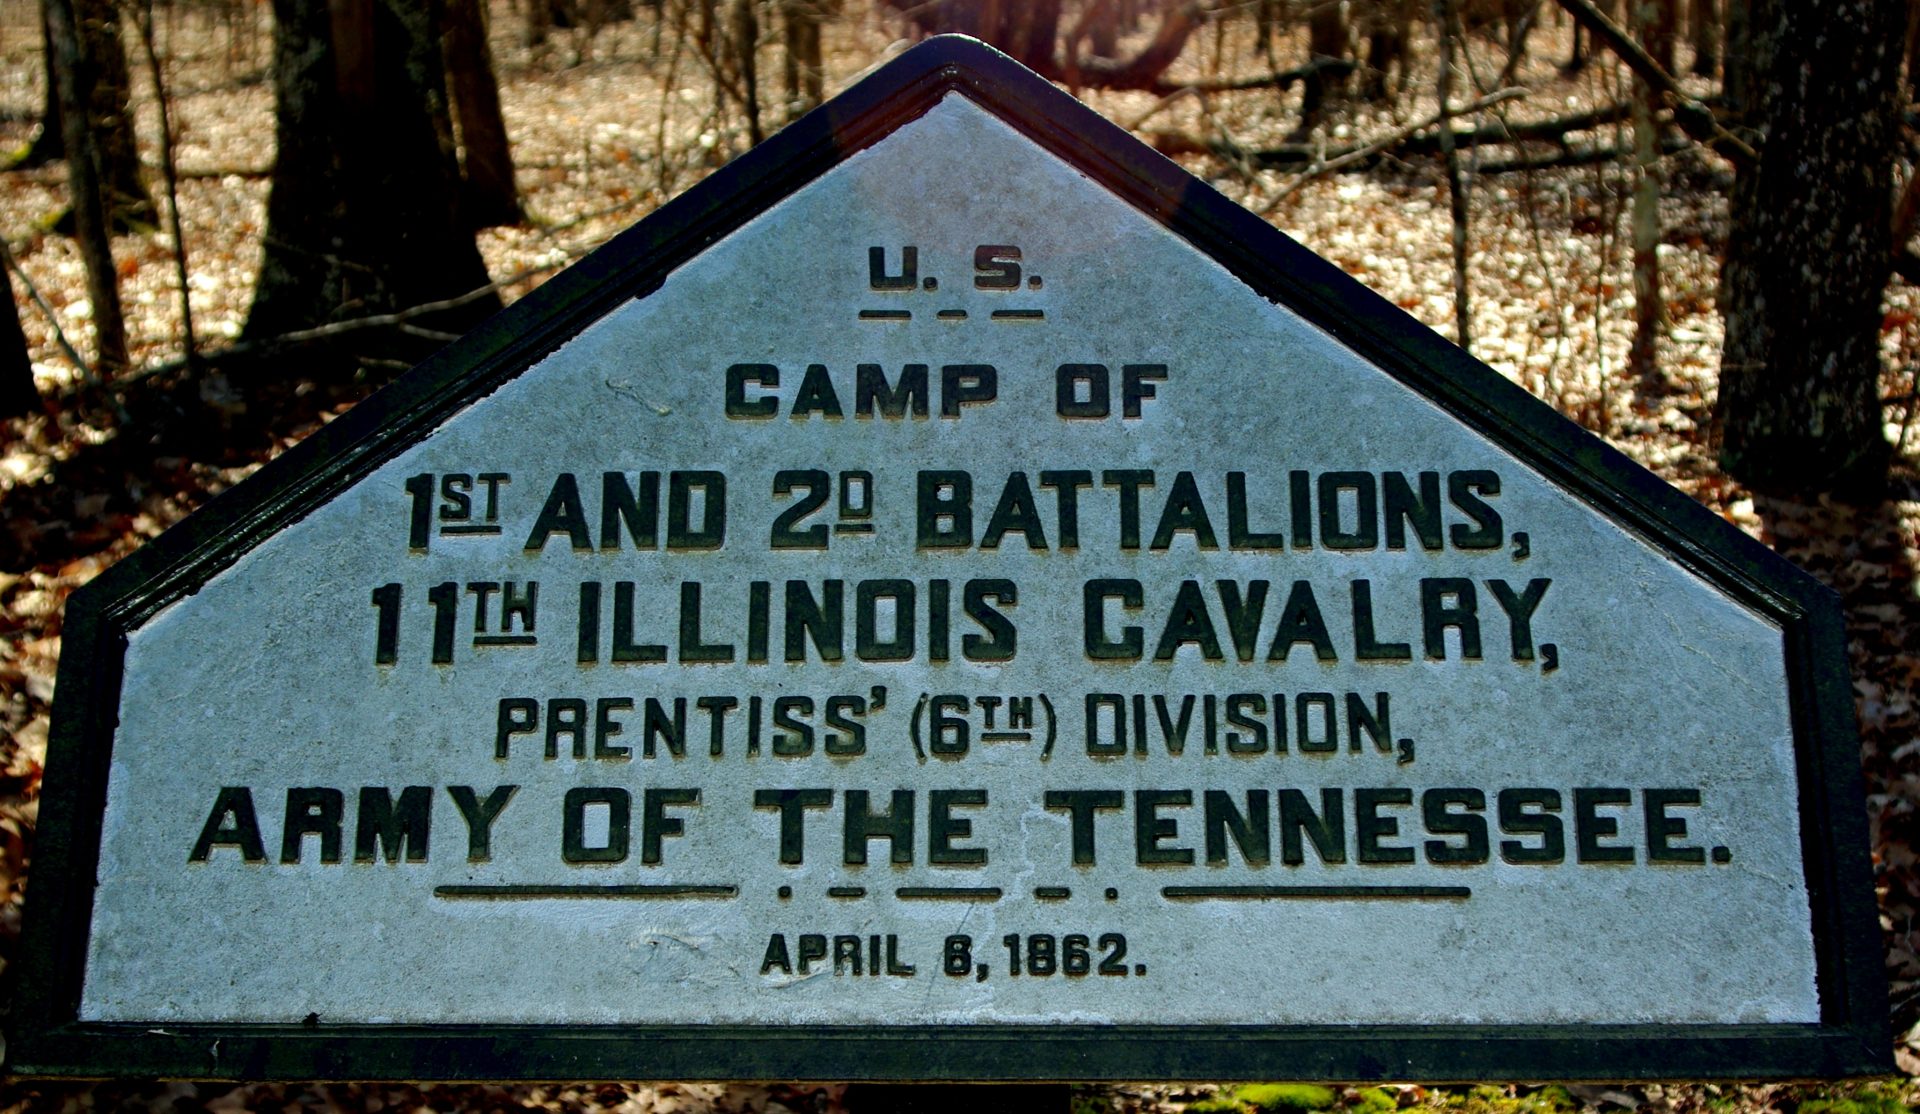 U. S.
CAMP OF
1ST AND 2D BATTALIONS,
11TH ILLINOIS CAVALRY,
PRENTISS' (6TH) DIVISION,
ARMY OF THE TENNESSEE.
APRIL 6, 1862.